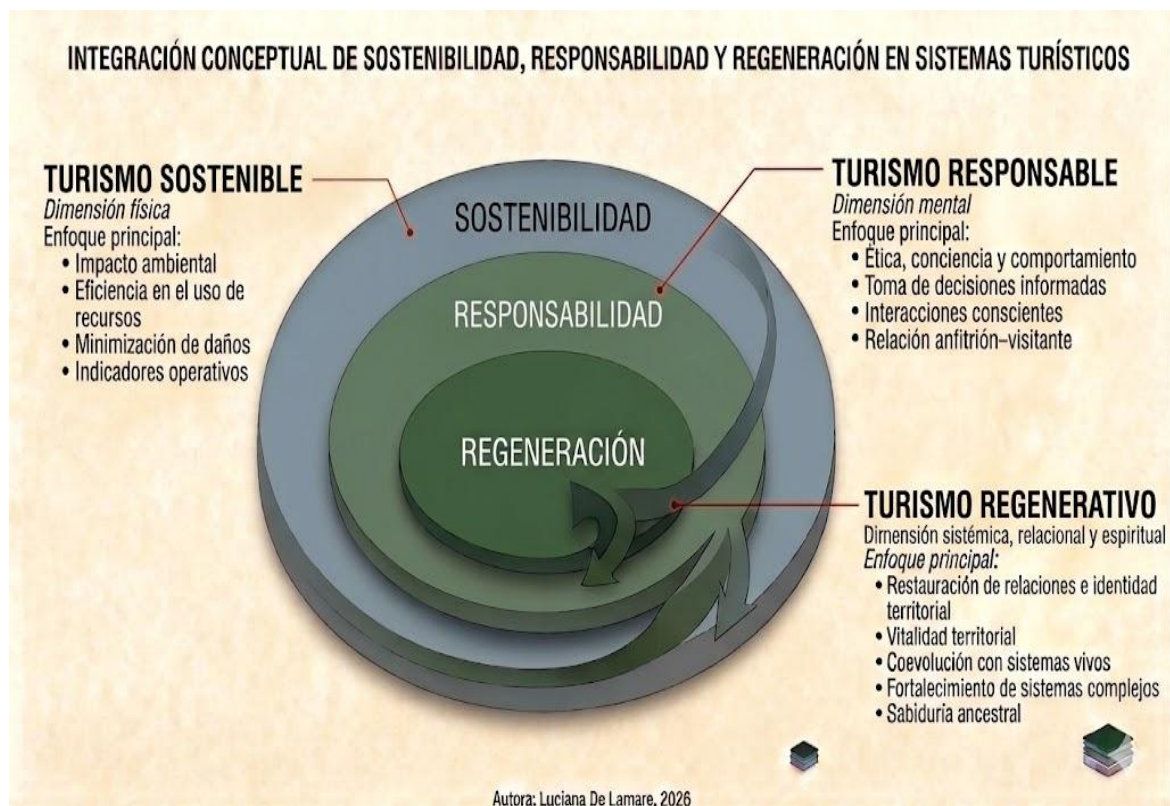 INTEGRACIÓN CONCEPTUAL DE SOSTENIBILIDAD, RESPONSABILIDAD Y REGENERACIÓN EN SISTEMAS TURÍSTICOS
TURISMO SOSTENIBLE
Dimensión física
Enfoque principal:
• Impacto ambiental
• Eficiencia en el uso de
recursos
• Minimización de daños
• Indicadores operativos
SOSTENIBILIDAD
RESPONSABILIDAD
REGENERACIÓN
TURISMO RESPONSABLE
Dimensión mental
Enfoque principal:
• Ética, conciencia y comportamiento
• Toma de decisiones informadas
• Interacciones conscientes
• Relación anfitrión–visitante
TURISMO REGENERATIVO
Dimensión sistémica, relacional y espiritual
Enfoque principal:
• Restauración de relaciones e identidad
territorial
• Vitalidad territorial
• Coevolución con sistemas vivos
• Fortalecimiento de sistemas complejos
• Sabiduría ancestral
Autora: Luciana De Lamare, 2026